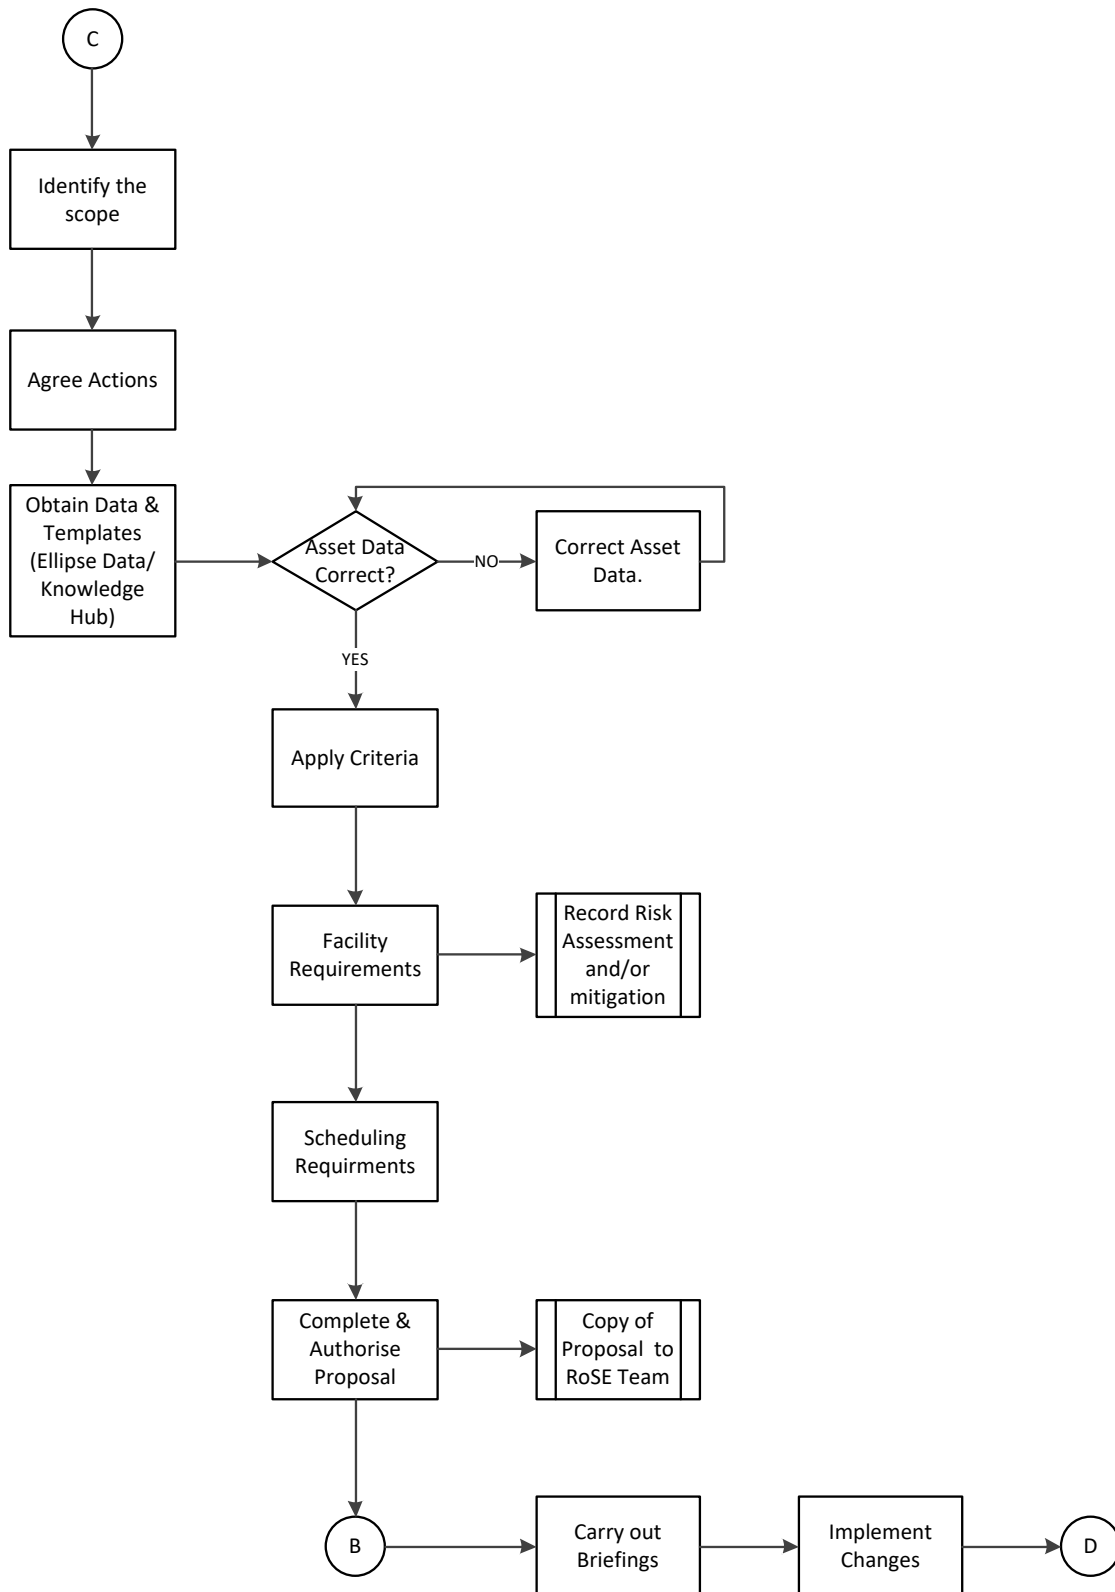 C
Identify the
scope
Agree Actions
Obtain Data &
Templates
(Ellipse Data/
Knowledge
Hub)
Asset Data
Correct?
NO
Correct Asset
Data.
YES
Apply Criteria
Facility
Requirements
Record Risk
Assessment
and/or
mitigation
Scheduling
Requirments
Complete &
Authorise
Proposal
Copy of
Proposal to
RoSE Team
B
Carry out
Briefings
Implement
Changes
D